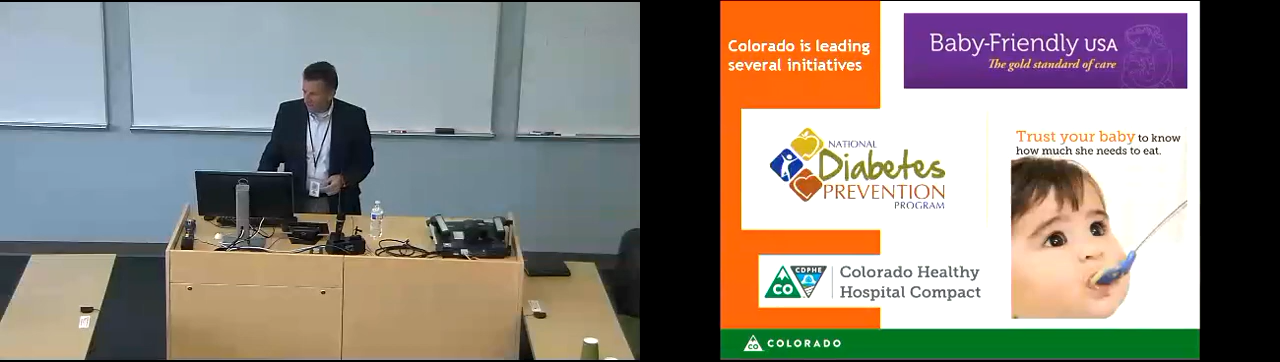 Colorado is leading
several initiatives
Baby-Friendly USA
The gold standard of care
NATIONAL
Diabetes
PREVENTION
PROGRAM
Trust your baby to know
how much she needs to eat.
CO
CDPHE
Colorado Healthy
Hospital Compact
CO
COLORADO